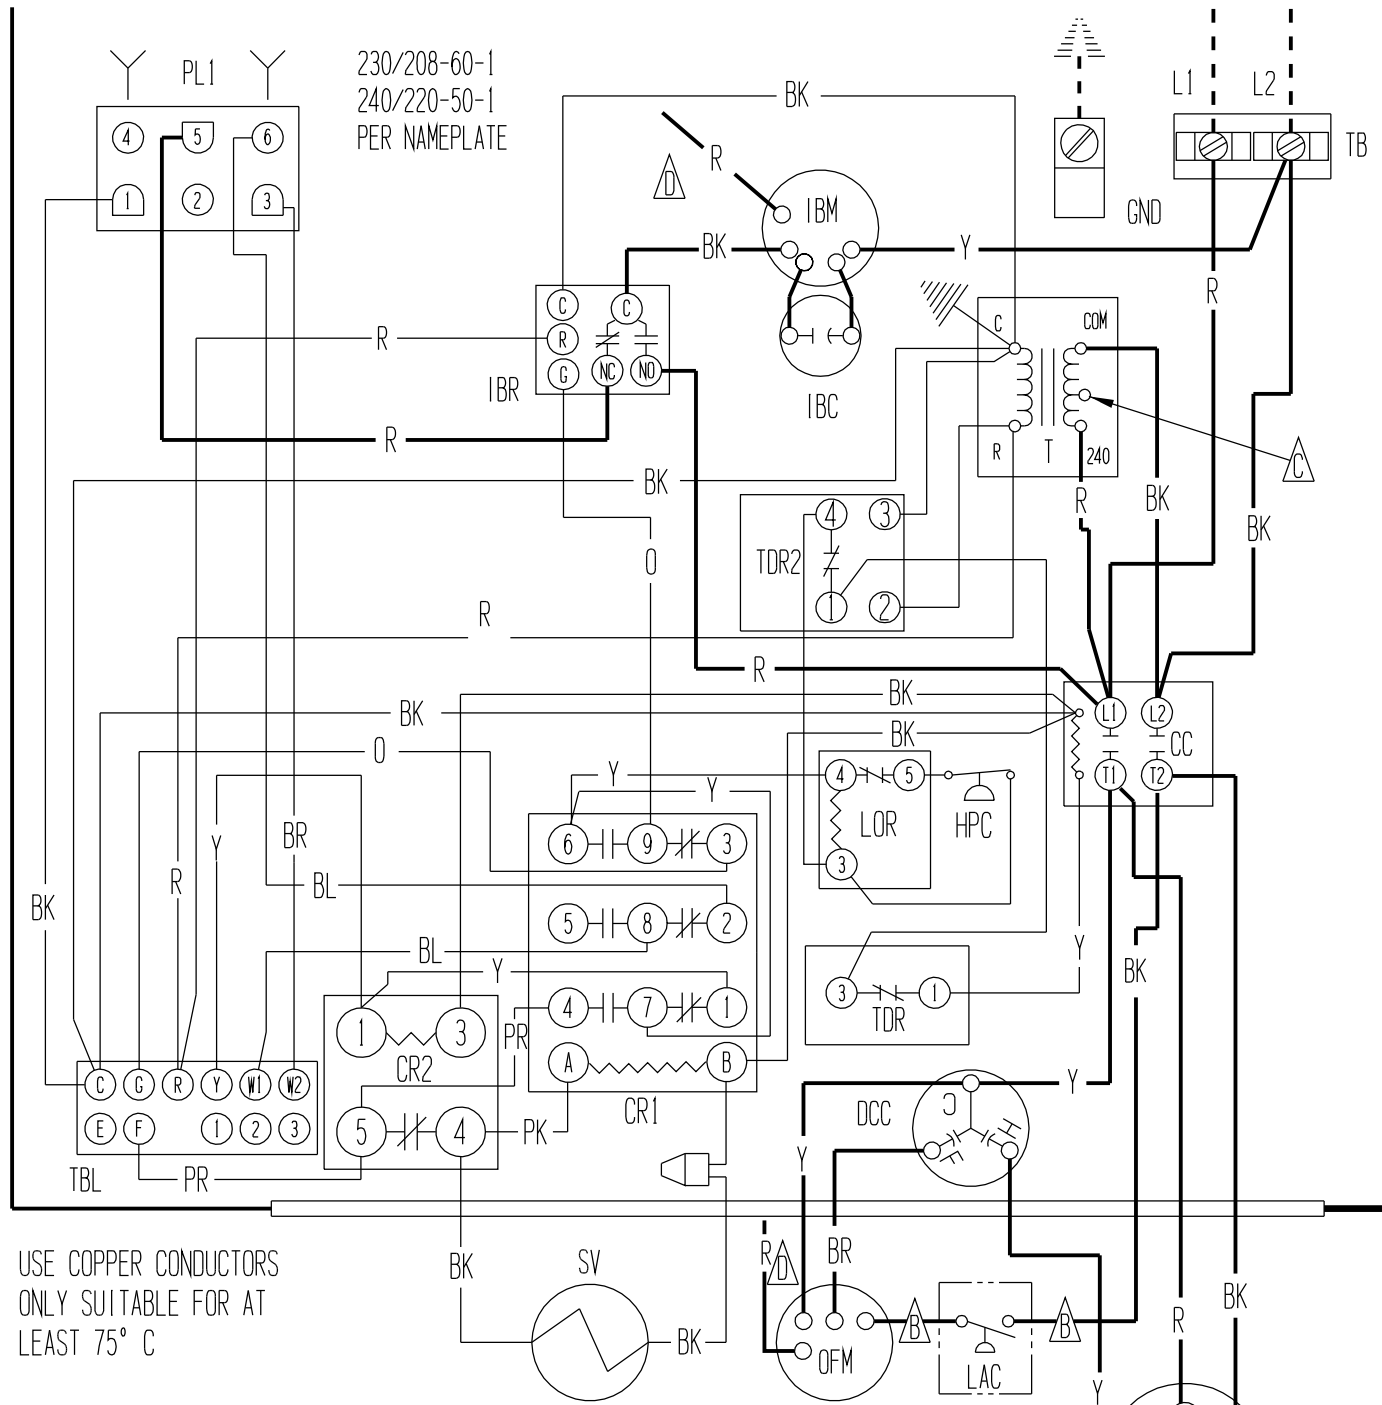 PL1
230/208-60-1
240/220-50-1
PER NAMEPLATE
4 5 6
1 2 3
BK
R
D
IBM
BK
Y
L1 L2
TB
GND
R
C
R
G
C
NC NO
IBR
IBC
R
R
C COM
R T 240
C
BK
R
BK
BK
4 3
TDR2
1 2
O
R
R
BK
BK
BK
O
L1 L2
CC
T1 T2
Y
Y
4 5
LOR
HPC
3
6 9 3
5 8 2
4 7 1
A B
CR1
Y
BR
R
BL
BK
BL
Y
PR
1 3
CR2
5 4
PK
3 1
TDR
Y
BK
C G R Y W1 W2
E F 1 2 3
TBL
PR
DCC
C
F
H
Y
Y
USE COPPER CONDUCTORS
ONLY SUITABLE FOR AT
LEAST 75° C
BK
SV
BK
R
D
BR
OFM
B
LAC
B
Y
R
BK